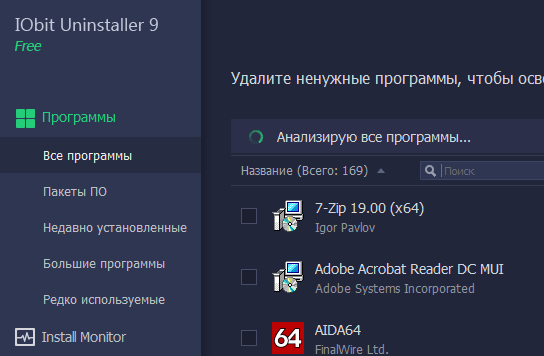 IObit Uninstaller 9
Free
Удалите ненужные программы, чтобы осво
Программы
Анализирую все программы...
Все программы
Название (Всего: 169)
Поиск
Пакеты ПО
7-Zip 19.00 (x64)
Igor Pavlov
Недавно установленные
Большие программы
Adobe Acrobat Reader DC MUI
Adobe Systems Incorporated
Редко используемые
64
AIDA64
FinalWire Ltd.
Install Monitor